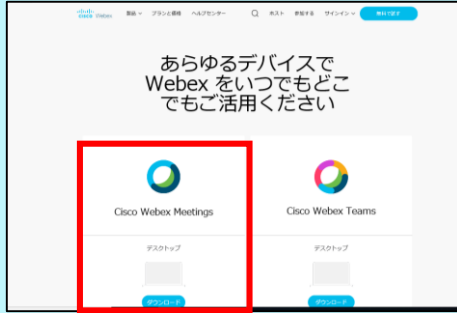 cisco Webex 製品 プランと価格 ヘルプセンター ホスト 参加する サインイン 無料で試す
あらゆるデバイスで
Webex をいつでもどこ
でもご活用ください
Cisco Webex Meetings
Cisco Webex Teams
デスクトップ
デスクトップ
ダウンロード
ダウンロード